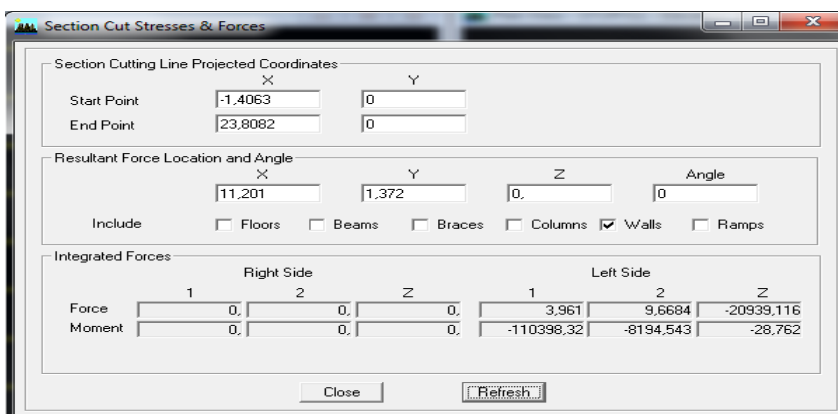 Section Cut Stresses & Forces
Section Cutting Line Projected Coordinates
X Y
Start Point -1,4063 0
End Point 23,8082 0
Resultant Force Location and Angle
X Y Z Angle
11,201 1,372 0, 0
Include Floors Beams Braces Columns Walls Ramps
Integrated Forces
Right Side Left Side
1 2 Z 1 2 Z
Force 0, 0, 0, 3,961 9,6684 -20939,116
Moment 0, 0, 0, -110398,32 -8194,543 -28,762
Close Refresh